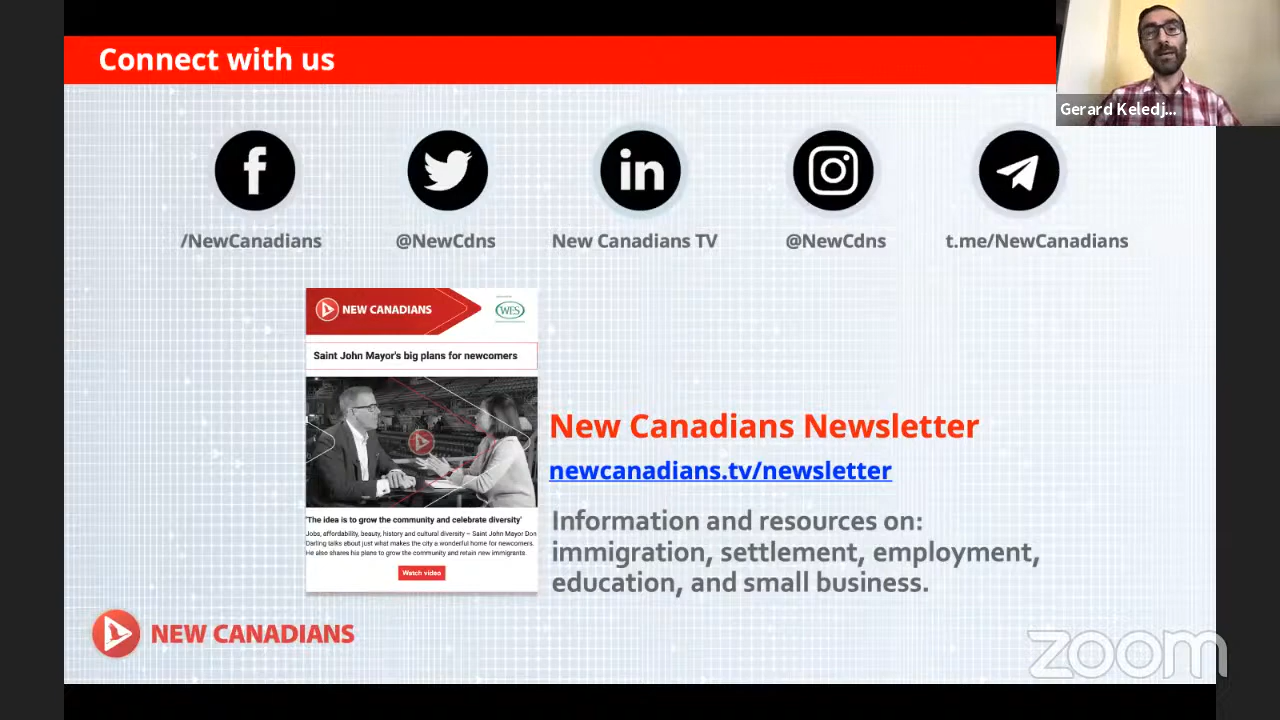 Connect with us
Gerard Keledj...
/NewCanadians
@NewCdns
New Canadians TV
@NewCdns
t.me/NewCanadians
NEW CANADIANS
WES
Saint John Mayor's big plans for newcomers
New Canadians Newsletter
newcanadians.tv/newsletter
'The idea is to grow the community and celebrate diversity'
Jobs, affordability, beauty, history and cultural diversity – Saint John Mayor Don
Darling talks about just what makes the city a wonderful home for newcomers.
He also shares his plans to grow the community and retain new immigrants.
Watch video
Information and resources on:
immigration, settlement, employment,
education, and small business.
NEW CANADIANS
zoom